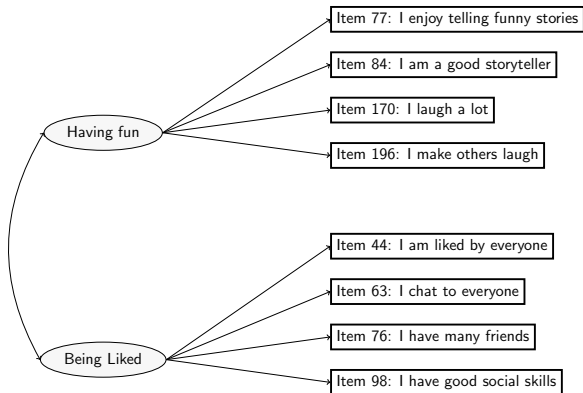 Item 77: I enjoy telling funny stories
Item 84: I am a good storyteller
Having fun
Item 170: I laugh a lot
Item 196: I make others laugh
Item 44: I am liked by everyone
Item 63: I chat to everyone
Item 76: I have many friends
Being Liked
Item 98: I have good social skills